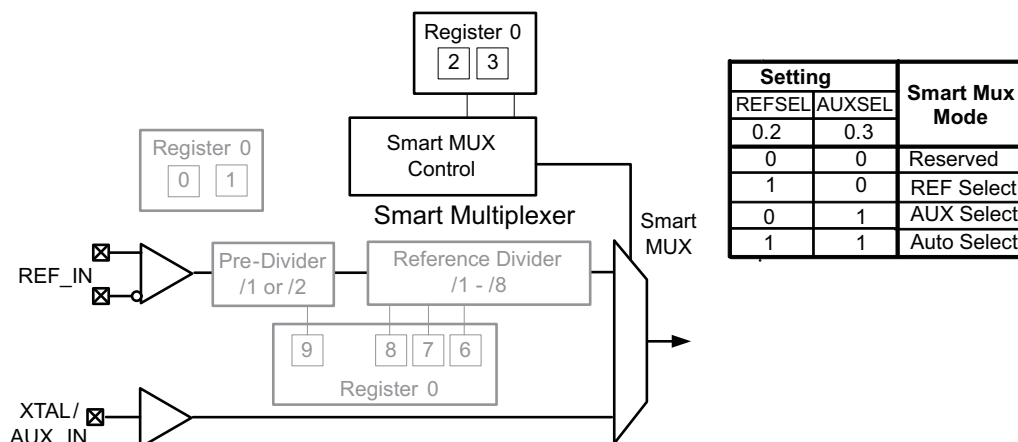 Register 0
2 3
Smart MUX
Control
Register 0
0 1
Smart Multiplexer
Smart
MUX
REF_IN
Pre-Divider
/1 or /2
Reference Divider
/1 - /8
9 8 7 6
Register 0
XTAL/
AUX_IN
Setting Smart Mux
Mode
REFSEL AUXSEL
0.2 0.3
0 0 Reserved
1 0 REF Select
0 1 AUX Select
1 1 Auto Select